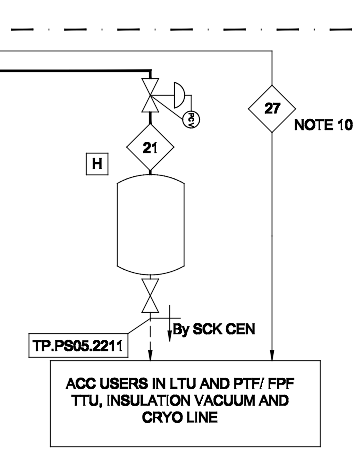 PCV
27
NOTE 10
21
H
By SCK CEN
TP.PS05.2211
ACC USERS IN LTU AND PTF/ FPF
TTU, INSULATION VACUUM AND
CRYO LINE